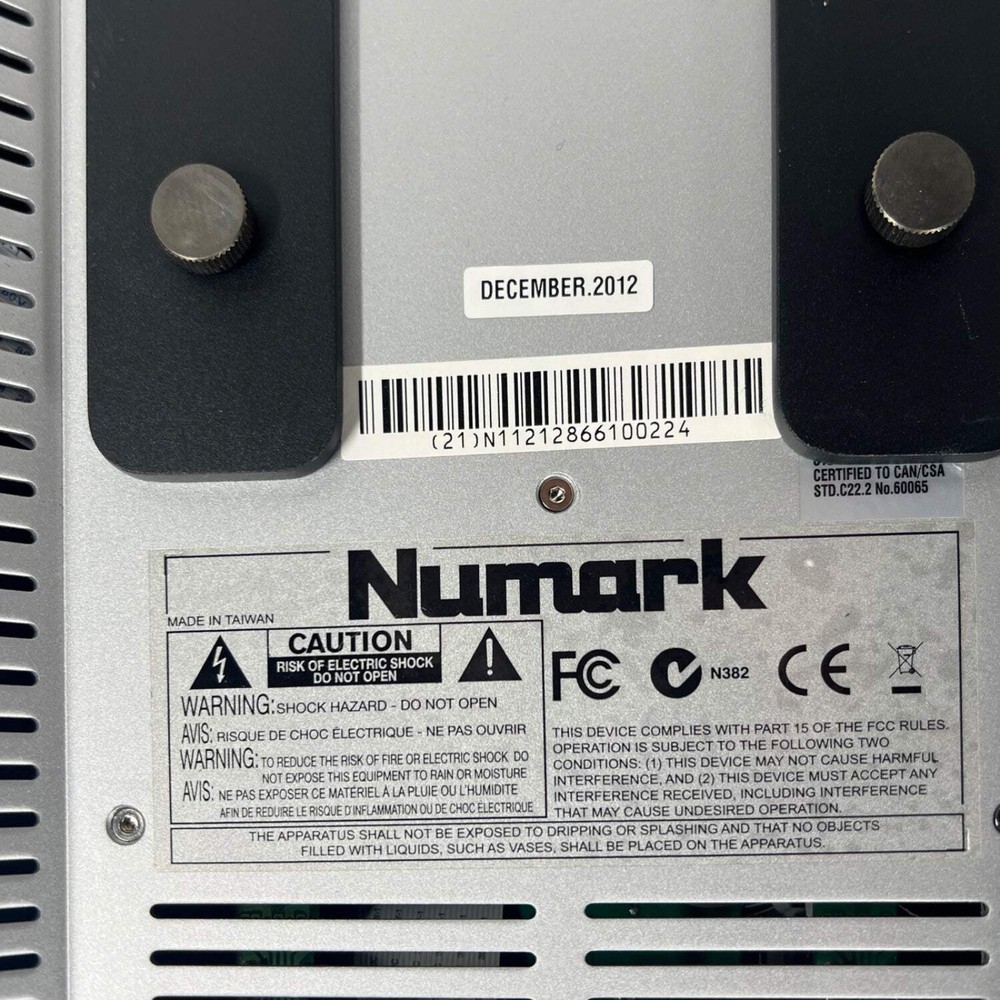 DECEMBER.2012
(21)N11212866100224
CERTIFIED TO CAN/CSA
STD.C22.2 No.60065
Numark
MADE IN TAIWAN
CAUTION
RISK OF ELECTRIC SHOCK
DO NOT OPEN
WARNING: SHOCK HAZARD - DO NOT OPEN
AVIS: RISQUE DE CHOC ÉLECTRIQUE - NE PAS OUVRIR
WARNING: TO REDUCE THE RISK OF FIRE OR ELECTRIC SHOCK DO
NOT EXPOSE THIS EQUIPMENT TO RAIN OR MOISTURE
AVIS: NE PAS EXPOSER CE MATÉRIEL À LA PLUIE OU L'HUMIDITE
AFIN DE REDUIRE LE RISQUE D'INFLAMMATION OU DE CHOC ÉLECTRIQUE
FC N382 CE
THIS DEVICE COMPLIES WITH PART 15 OF THE FCC RULES.
OPERATION IS SUBJECT TO THE FOLLOWING TWO
CONDITIONS: (1) THIS DEVICE MAY NOT CAUSE HARMFUL
INTERFERENCE, AND (2) THIS DEVICE MUST ACCEPT ANY
INTERFERENCE RECEIVED, INCLUDING INTERFERENCE
THAT MAY CAUSE UNDESIRED OPERATION.
THE APPARATUS SHALL NOT BE EXPOSED TO DRIPPING OR SPLASHING AND THAT NO OBJECTS
FILLED WITH LIQUIDS, SUCH AS VASES, SHALL BE PLACED ON THE APPARATUS.